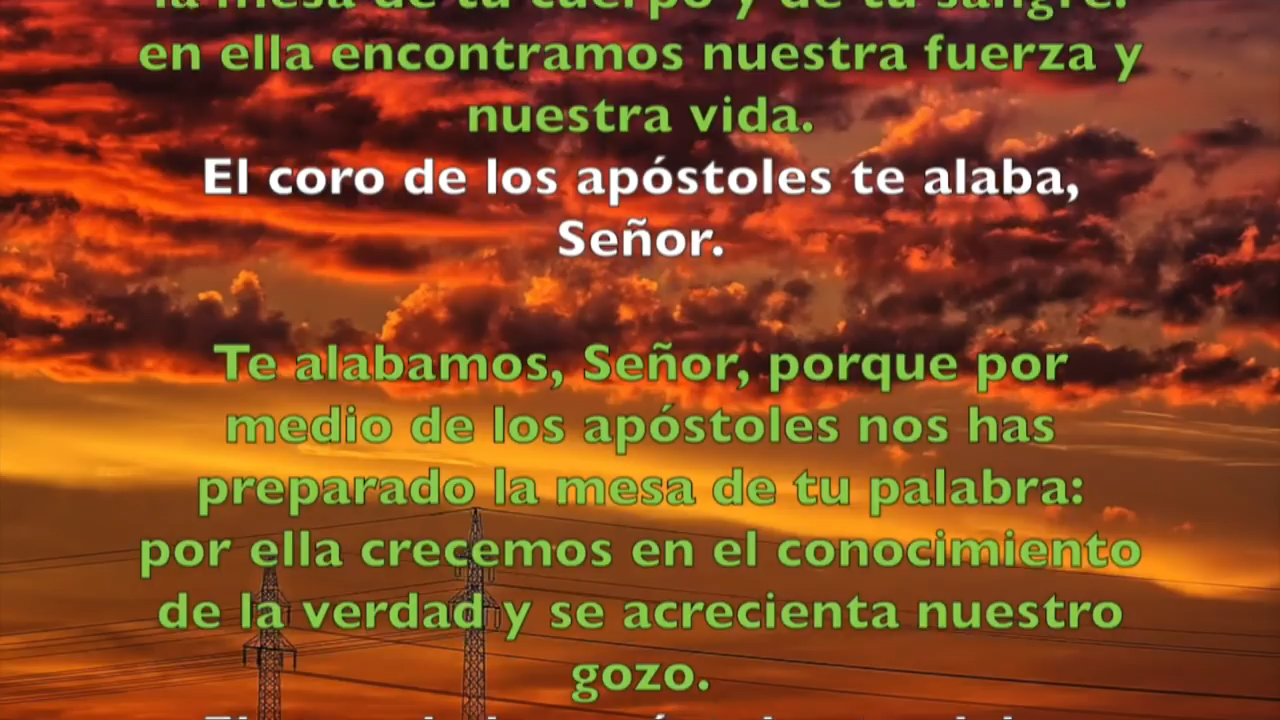 la mesa de tu cuerpo y de tu sangre:
en ella encontramos nuestra fuerza y
nuestra vida.
El coro de los apóstoles te alaba,
Señor.
Te alabamos, Señor, porque por
medio de los apóstoles nos has
preparado la mesa de tu palabra:
por ella crecemos en el conocimiento
de la verdad y se acrecienta nuestro
gozo.